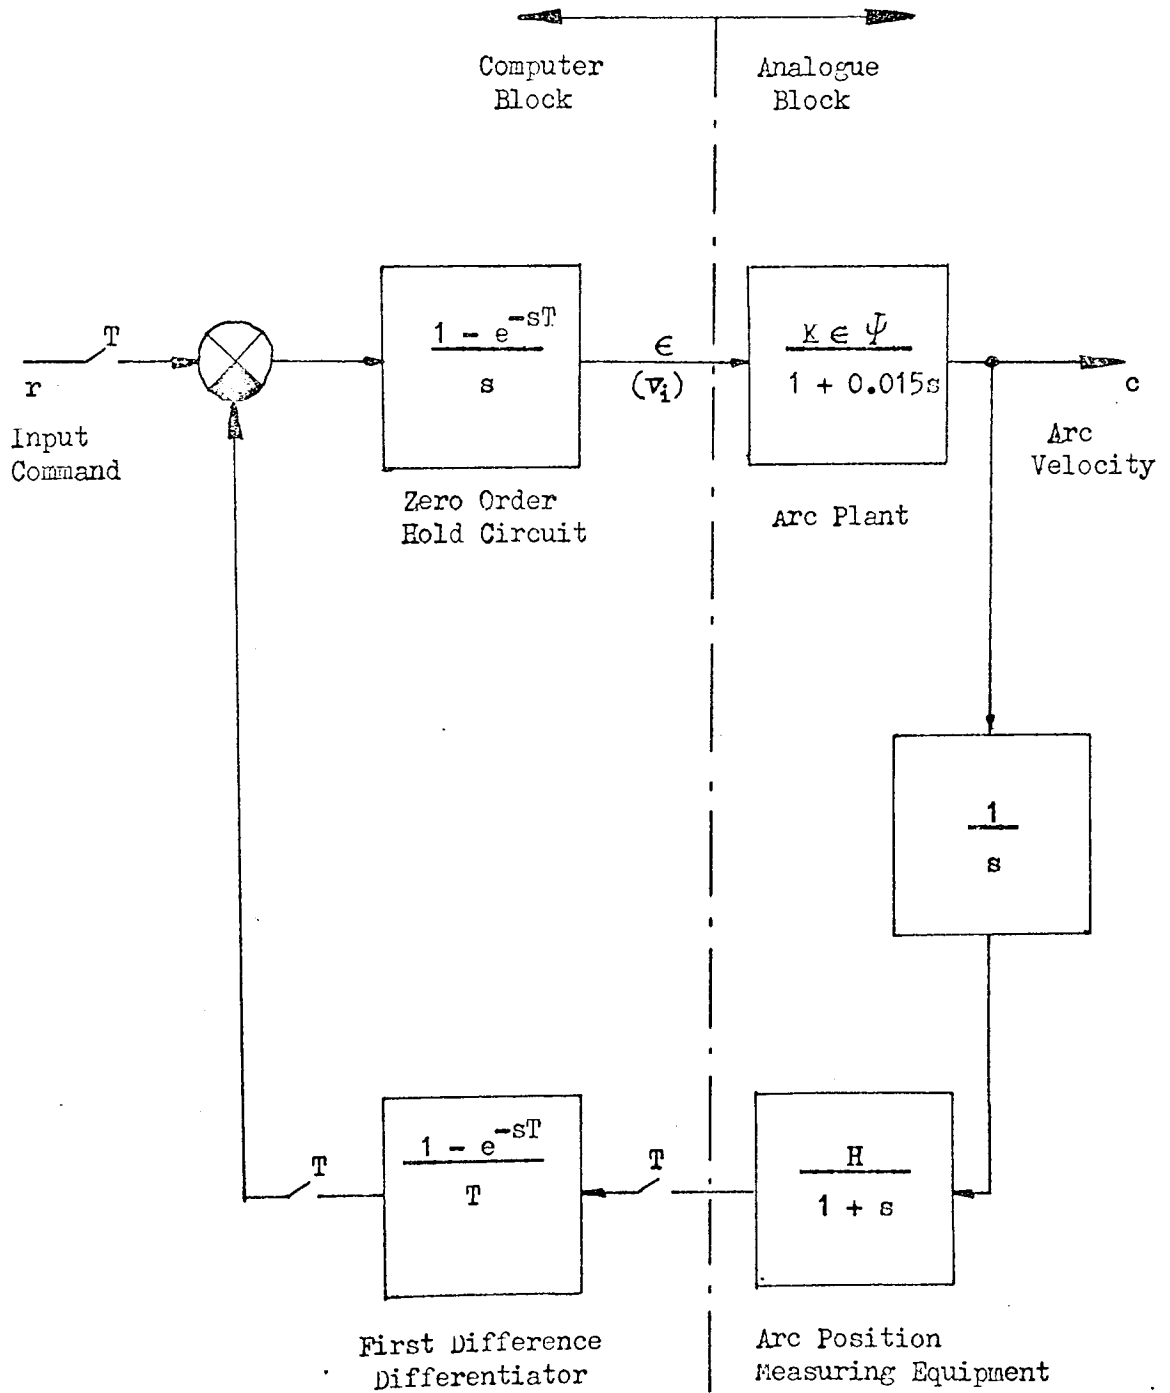 Computer
Block
Analogue
Block
T
r
Input
Command
1 - e^-sT
s
Zero Order
Hold Circuit
ϵ
(∇i)
K ϵ Ψ
1 + 0.015s
Arc Plant
c
Arc
Velocity
1
s
T
1 - e^-sT
T
First Difference
Differentiator
T
H
1 + s
Arc Position
Measuring Equipment